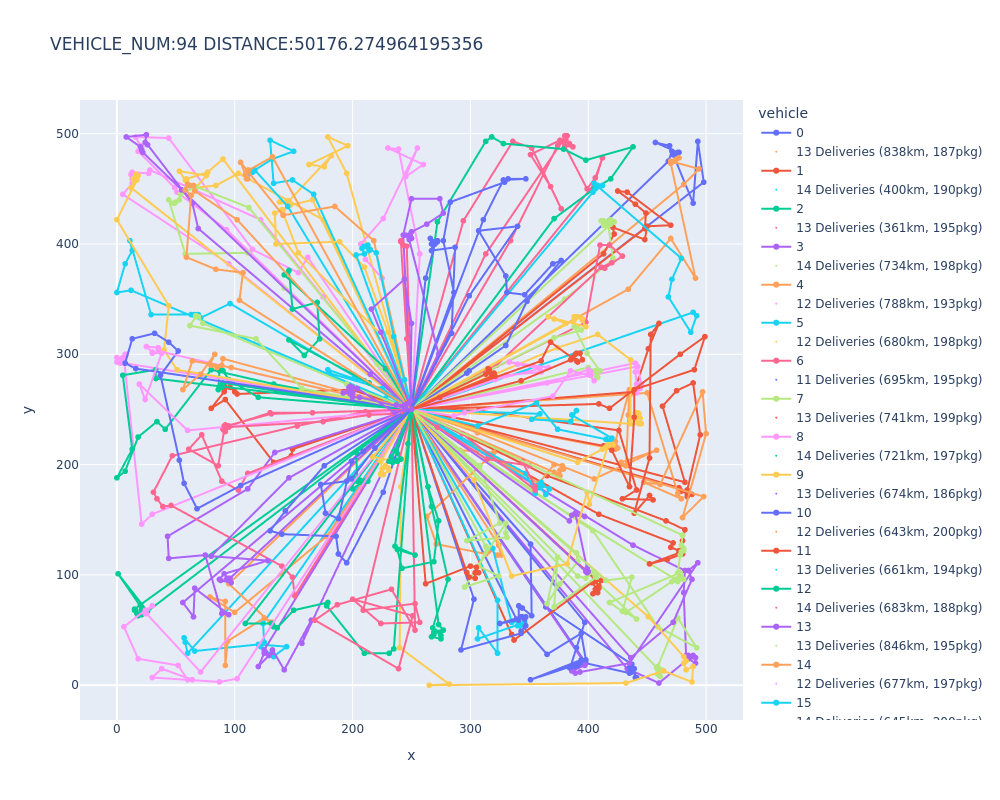 VEHICLE_NUM:94 DISTANCE:50176.274964195356
vehicle
0
13 Deliveries (838km, 187pkg)
1
14 Deliveries (400km, 190pkg)
2
13 Deliveries (361km, 195pkg)
3
14 Deliveries (734km, 198pkg)
4
12 Deliveries (788km, 193pkg)
5
12 Deliveries (680km, 198pkg)
6
11 Deliveries (695km, 195pkg)
7
13 Deliveries (741km, 199pkg)
8
14 Deliveries (721km, 197pkg)
9
13 Deliveries (674km, 186pkg)
10
12 Deliveries (643km, 200pkg)
11
13 Deliveries (661km, 194pkg)
12
14 Deliveries (683km, 188pkg)
13
13 Deliveries (846km, 195pkg)
14
12 Deliveries (677km, 197pkg)
15
500
400
300
200
100
0
y
0 100 200 300 400 500
x